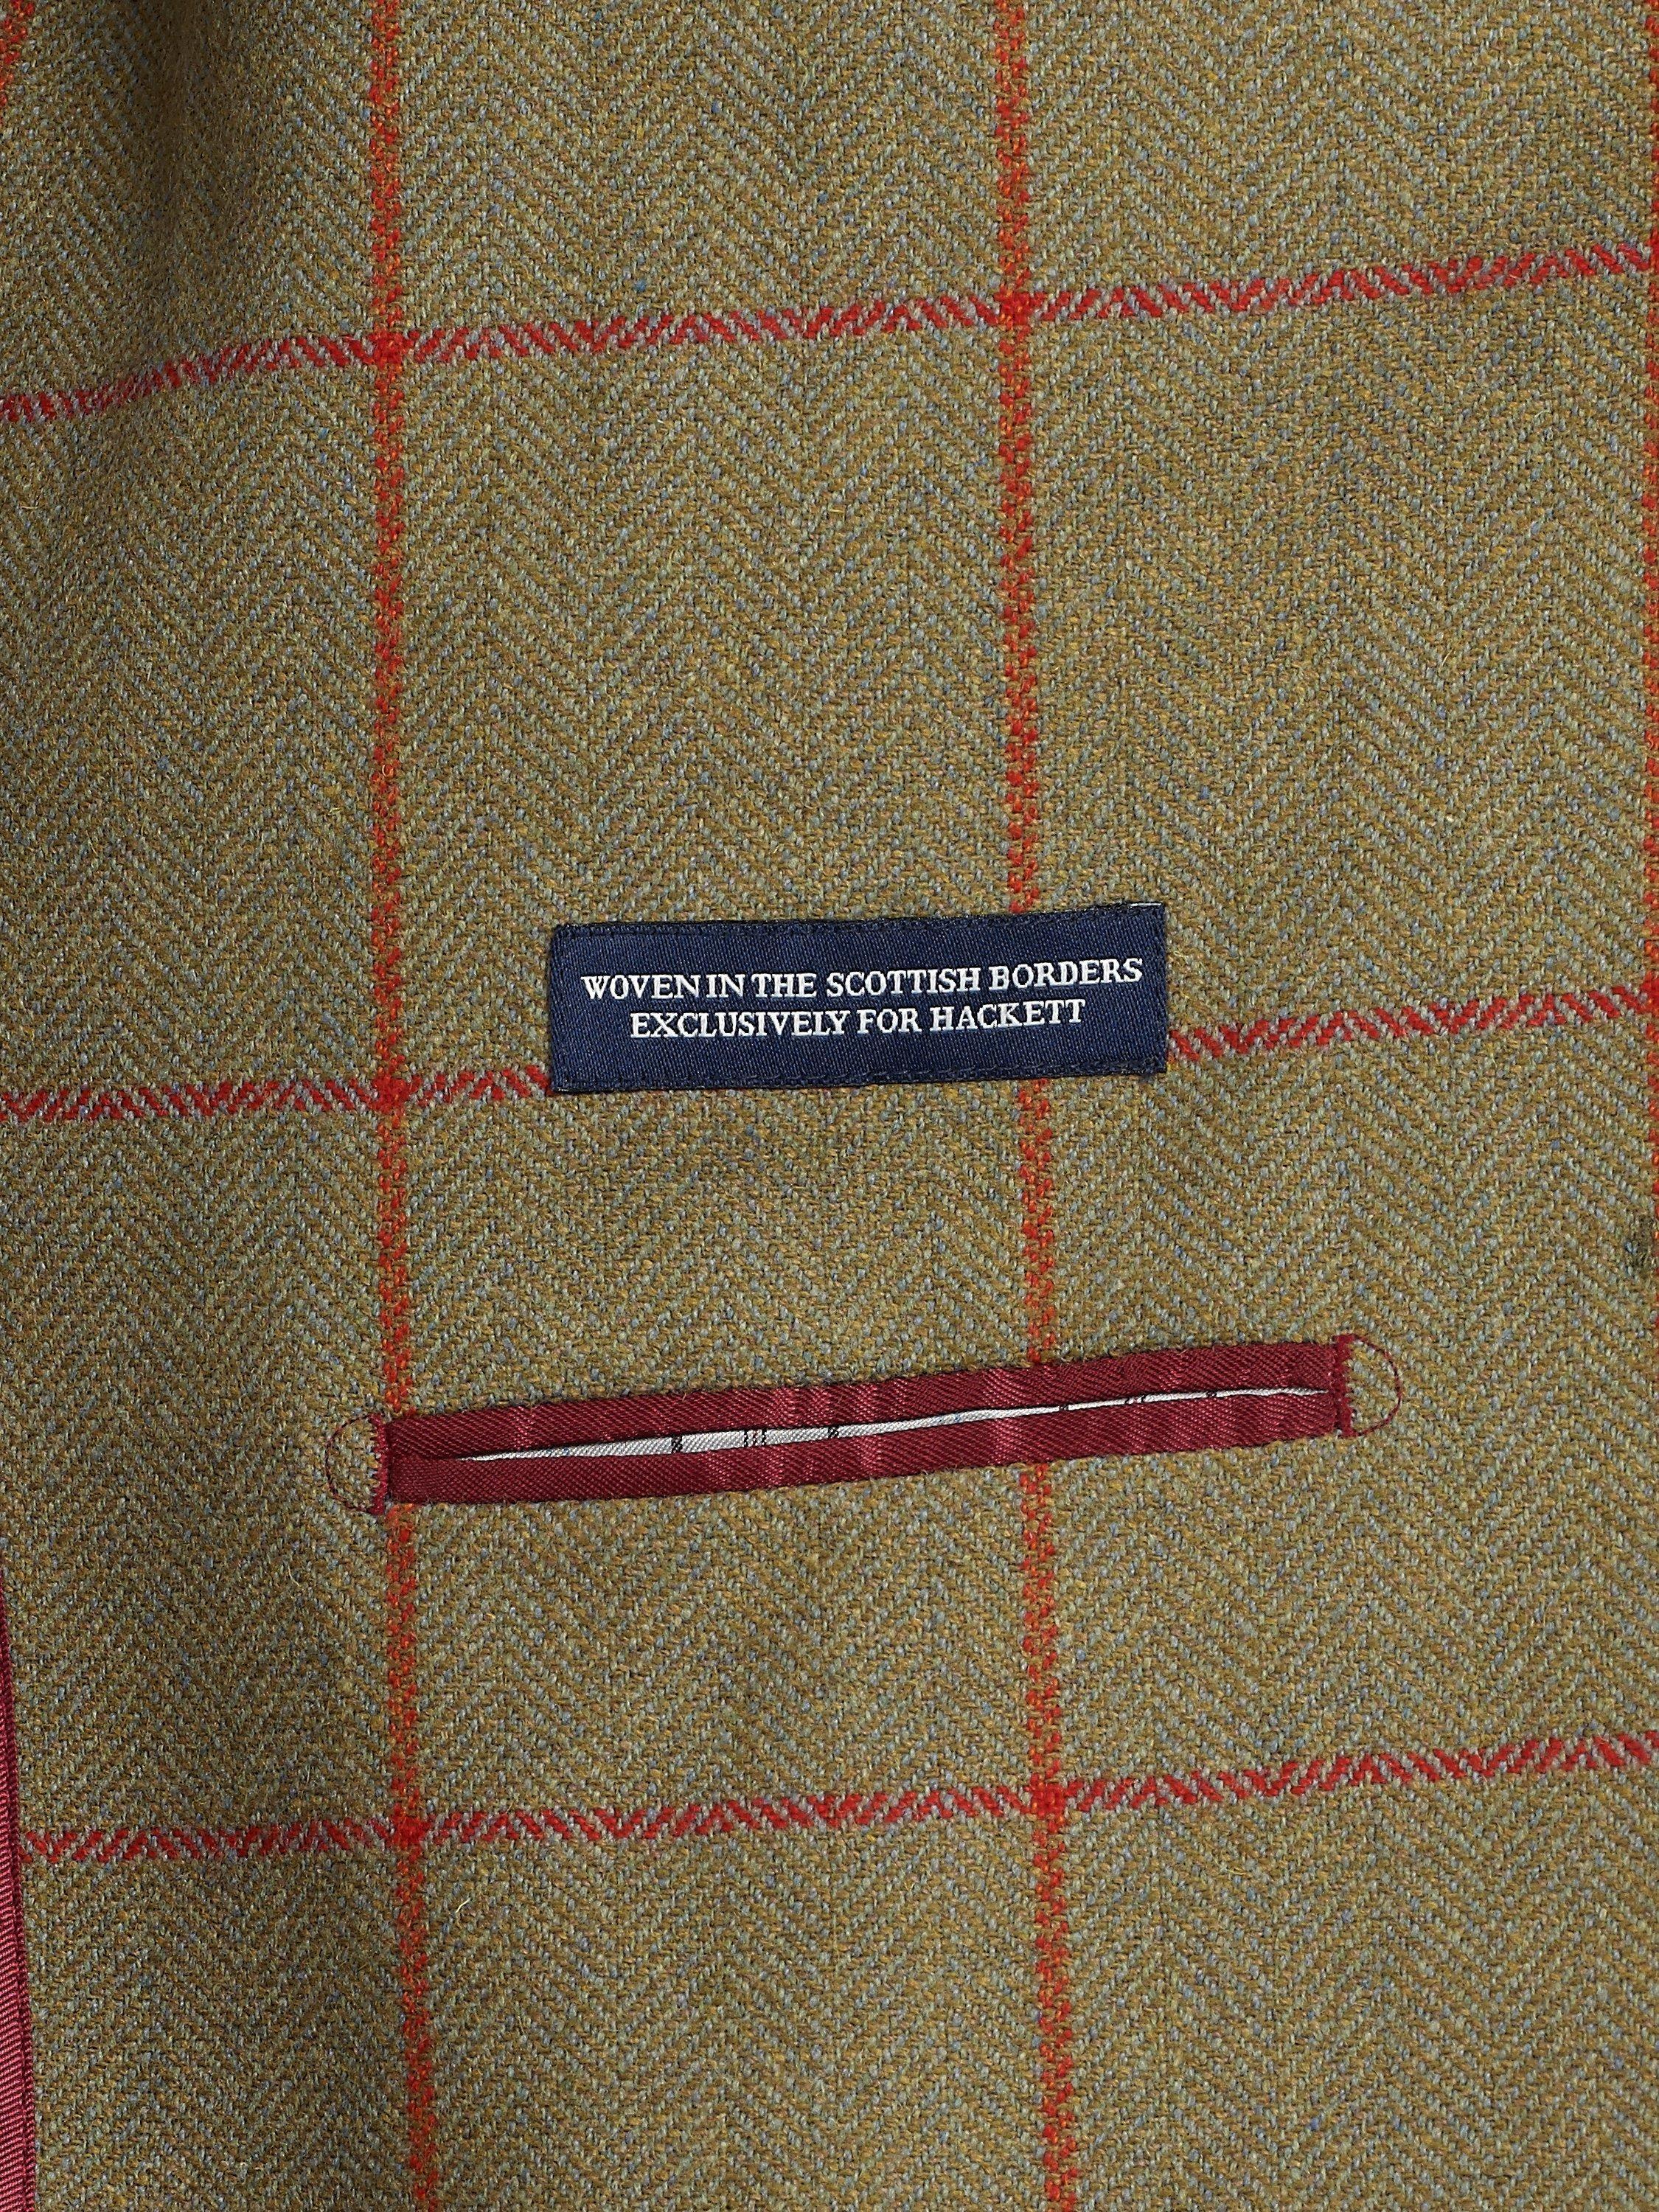 WOVEN IN THE SCOTTISH BORDERS
EXCLUSIVELY FOR HACKETT